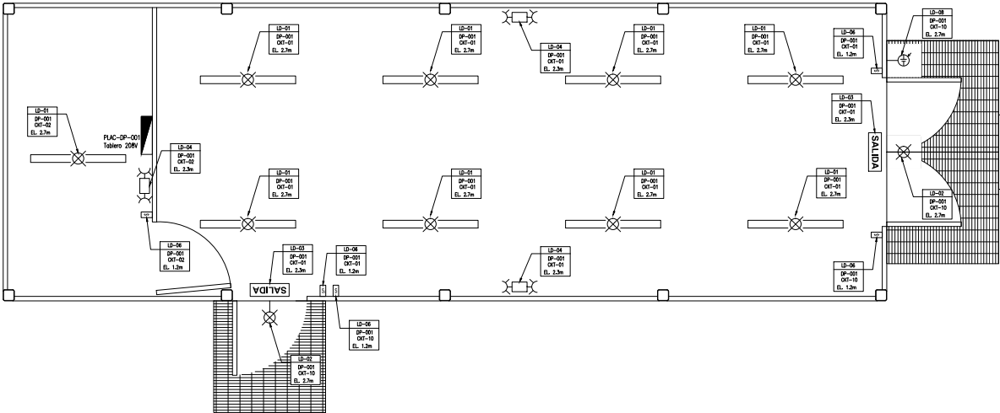 LD-01
DP-001
CKT-01
EL. 2.7m
LD-01
DP-001
CKT-01
EL. 2.7m
LD-04
DP-001
CKT-01
EL. 2.3m
LD-01
DP-001
CKT-01
EL. 2.7m
LD-01
DP-001
CKT-01
EL. 2.7m
LD-06
DP-001
CKT-10
EL. 1.2m
S
LD-08
DP-001
CKT-10
EL. 2.7m
LD-03
DP-001
CKT-01
EL. 2.3m
SALIDA
LD-01
DP-001
CKT-02
EL. 2.7m
PLAC-DP-001
Tablero 208V
LD-04
DP-001
CKT-02
EL. 2.3m
S
LD-06
DP-001
CKT-02
EL. 1.2m
LD-01
DP-001
CKT-01
EL. 2.7m
LD-01
DP-001
CKT-01
EL. 2.7m
LD-01
DP-001
CKT-01
EL. 2.7m
LD-01
DP-001
CKT-01
EL. 2.7m
LD-02
DP-001
CKT-10
EL. 2.7m
S
LD-06
DP-001
CKT-10
EL. 1.2m
LD-03
DP-001
CKT-01
EL. 2.3m
SALIDA
LD-06
DP-001
CKT-01
EL. 1.2m
S
S
LD-04
DP-001
CKT-01
EL. 2.3m
LD-06
DP-001
CKT-10
EL. 1.2m
LD-02
DP-001
CKT-10
EL. 2.7m